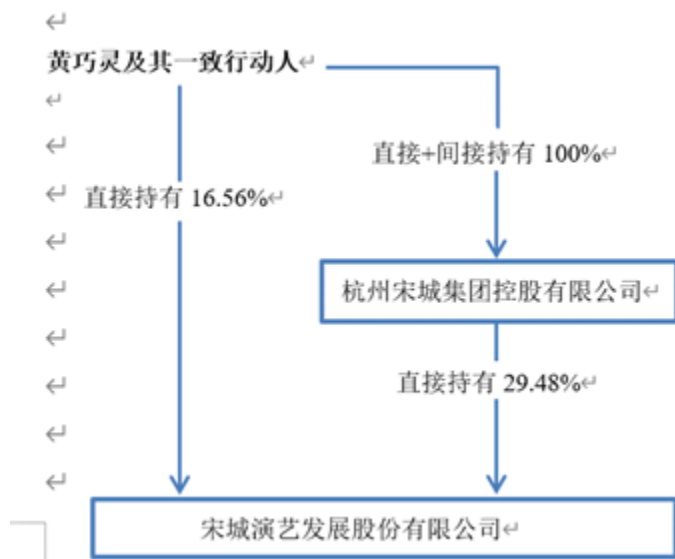 黄巧灵及其一致行动人
直接+间接持有 100%
直接持有 16.56%
杭州宋城集团控股有限公司
直接持有 29.48%
宋城演艺发展股份有限公司